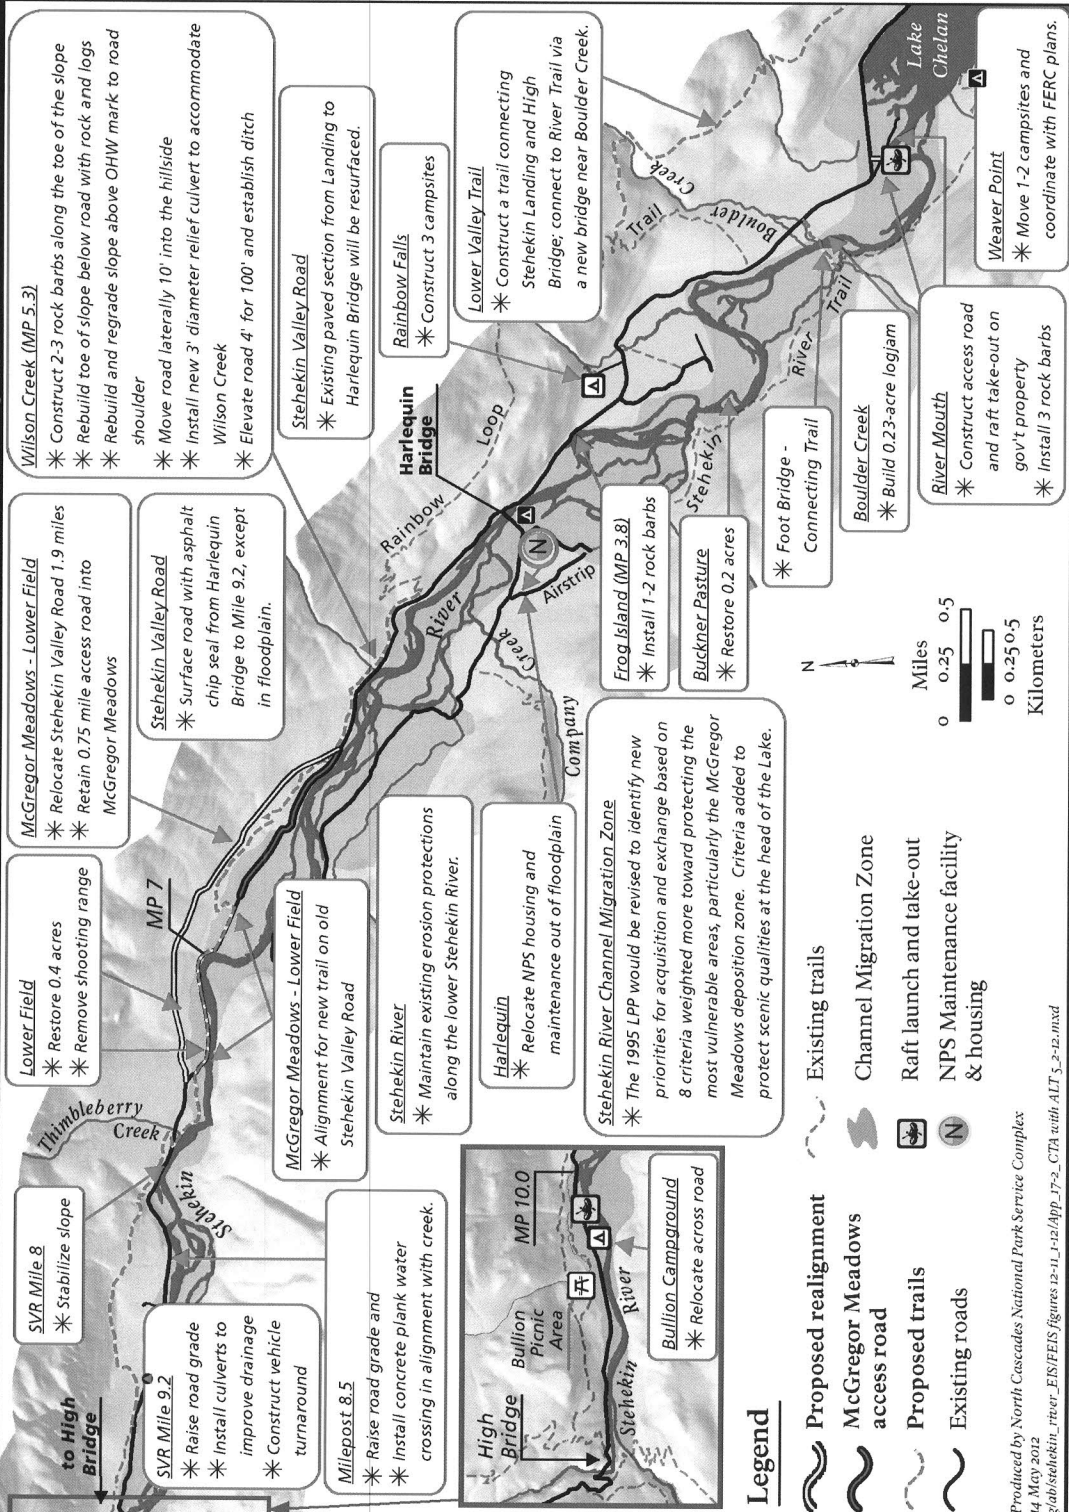 Wilson Creek (MP 5.3)
✳ Construct 2-3 rock barbs along the toe of the slope
✳ Rebuild toe of slope below road with rock and logs
✳ Rebuild and regrade slope above OHW mark to road
shoulder
✳ Move road laterally 10' into the hillside
✳ Install new 3' diameter relief culvert to accommodate
Wilson Creek
✳ Elevate road 4' for 100' and establish ditch
McGregor Meadows - Lower Field
✳ Relocate Stehekin Valley Road 1.9 miles
✳ Retain 0.75 mile access road into
McGregor Meadows
Lower Field
✳ Restore 0.4 acres
✳ Remove shooting range
Stehekin Valley Road
✳ Surface road with asphalt
chip seal from Harlequin
Bridge to Mile 9.2, except
in floodplain.
Stehekin Valley Road
✳ Existing paved section from Landing to
Harlequin Bridge will be resurfaced.
Rainbow Falls
✳ Construct 3 campsites
Lower Valley Trail
✳ Construct a trail connecting
Stehekin Landing and High
Bridge; connect to River Trail via
a new bridge near Boulder Creek.
SVR Mile 8
✳ Stabilize slope
Thimbleberry
Creek
MP 7
Harlequin
Bridge
Rainbow
Loop
Trail
Boulder
Creek
Lake
Chelan
to High
Bridge
SVR Mile 9.2
✳ Raise road grade
✳ Install culverts to
improve drainage
✳ Construct vehicle
turnaround
Stehekin
River
Milepost 8.5
✳ Raise road grade and
✳ Install concrete plank water
crossing in alignment with creek.
McGregor Meadows - Lower Field
✳ Alignment for new trail on old
Stehekin Valley Road
Stehekin River
✳ Maintain existing erosion protections
along the lower Stehekin River.
Harlequin
✳ Relocate NPS housing and
maintenance out of floodplain
Company
Creek
N
Airstrip
Stehekin
River
Trail
Frog Island (MP 3.8)
✳ Install 1-2 rock barbs
Buckner Pasture
✳ Restore 0.2 acres
✳ Foot Bridge -
Connecting Trail
Boulder Creek
✳ Build 0.23-acre logjam
River Mouth
✳ Construct access road
and raft take-out on
gov't property
✳ Install 3 rock barbs
Weaver Point
✳ Move 1-2 campsites and
coordinate with FERC plans.
Stehekin River Channel Migration Zone
✳ The 1995 LPP would be revised to identify new
priorities for acquisition and exchange based on
8 criteria weighted more toward protecting the
most vulnerable areas, particularly the McGregor
Meadows deposition zone. Criteria added to
protect scenic qualities at the head of the Lake.
High
Bridge
Bullion
Picnic
Area
MP 10.0
Stehekin
River
Bullion Campground
✳ Relocate across road
Legend
Proposed realignment
McGregor Meadows
access road
Proposed trails
Existing roads
Existing trails
Channel Migration Zone
Raft launch and take-out
N
NPS Maintenance facility
& housing
N
Miles
0 0.25 0.5
0 0.25 0.5
Kilometers
Produced by North Cascades National Park Service Complex
14 May 2012